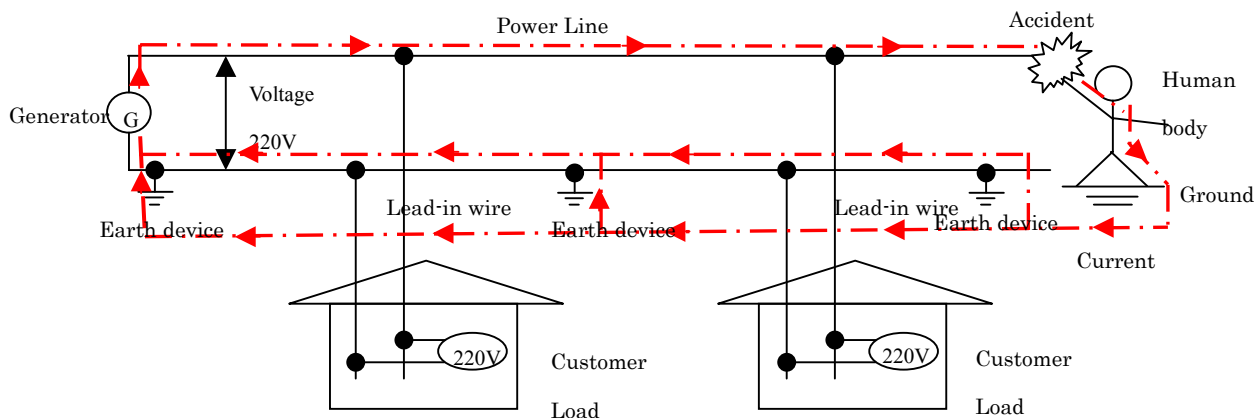 Power Line
Accident
Generator
G
Voltage
220V
Human
body
Lead-in wire
Lead-in wire
Ground
Earth device
Earth device
Earth device
Current
220V
Customer
Load
220V
Customer
Load